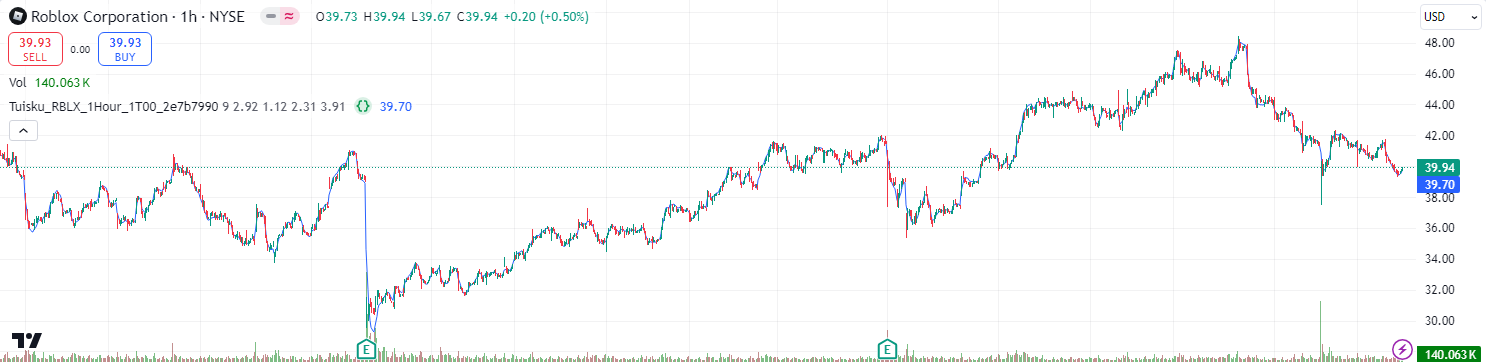 Roblox Corporation · 1h · NYSE O39.73 H39.94 L39.67 C39.94 +0.20 (+0.50%)
USD
39.93 SELL 0.00 39.93 BUY
Vol 140.063 K
Tuisku_RBLX_1Hour_1T00_2e7b7990 9 2.92 1.12 2.31 3.91 39.70
48.00
46.00
44.00
42.00
39.94
39.70
38.00
36.00
34.00
32.00
30.00
140.063 K
E
E